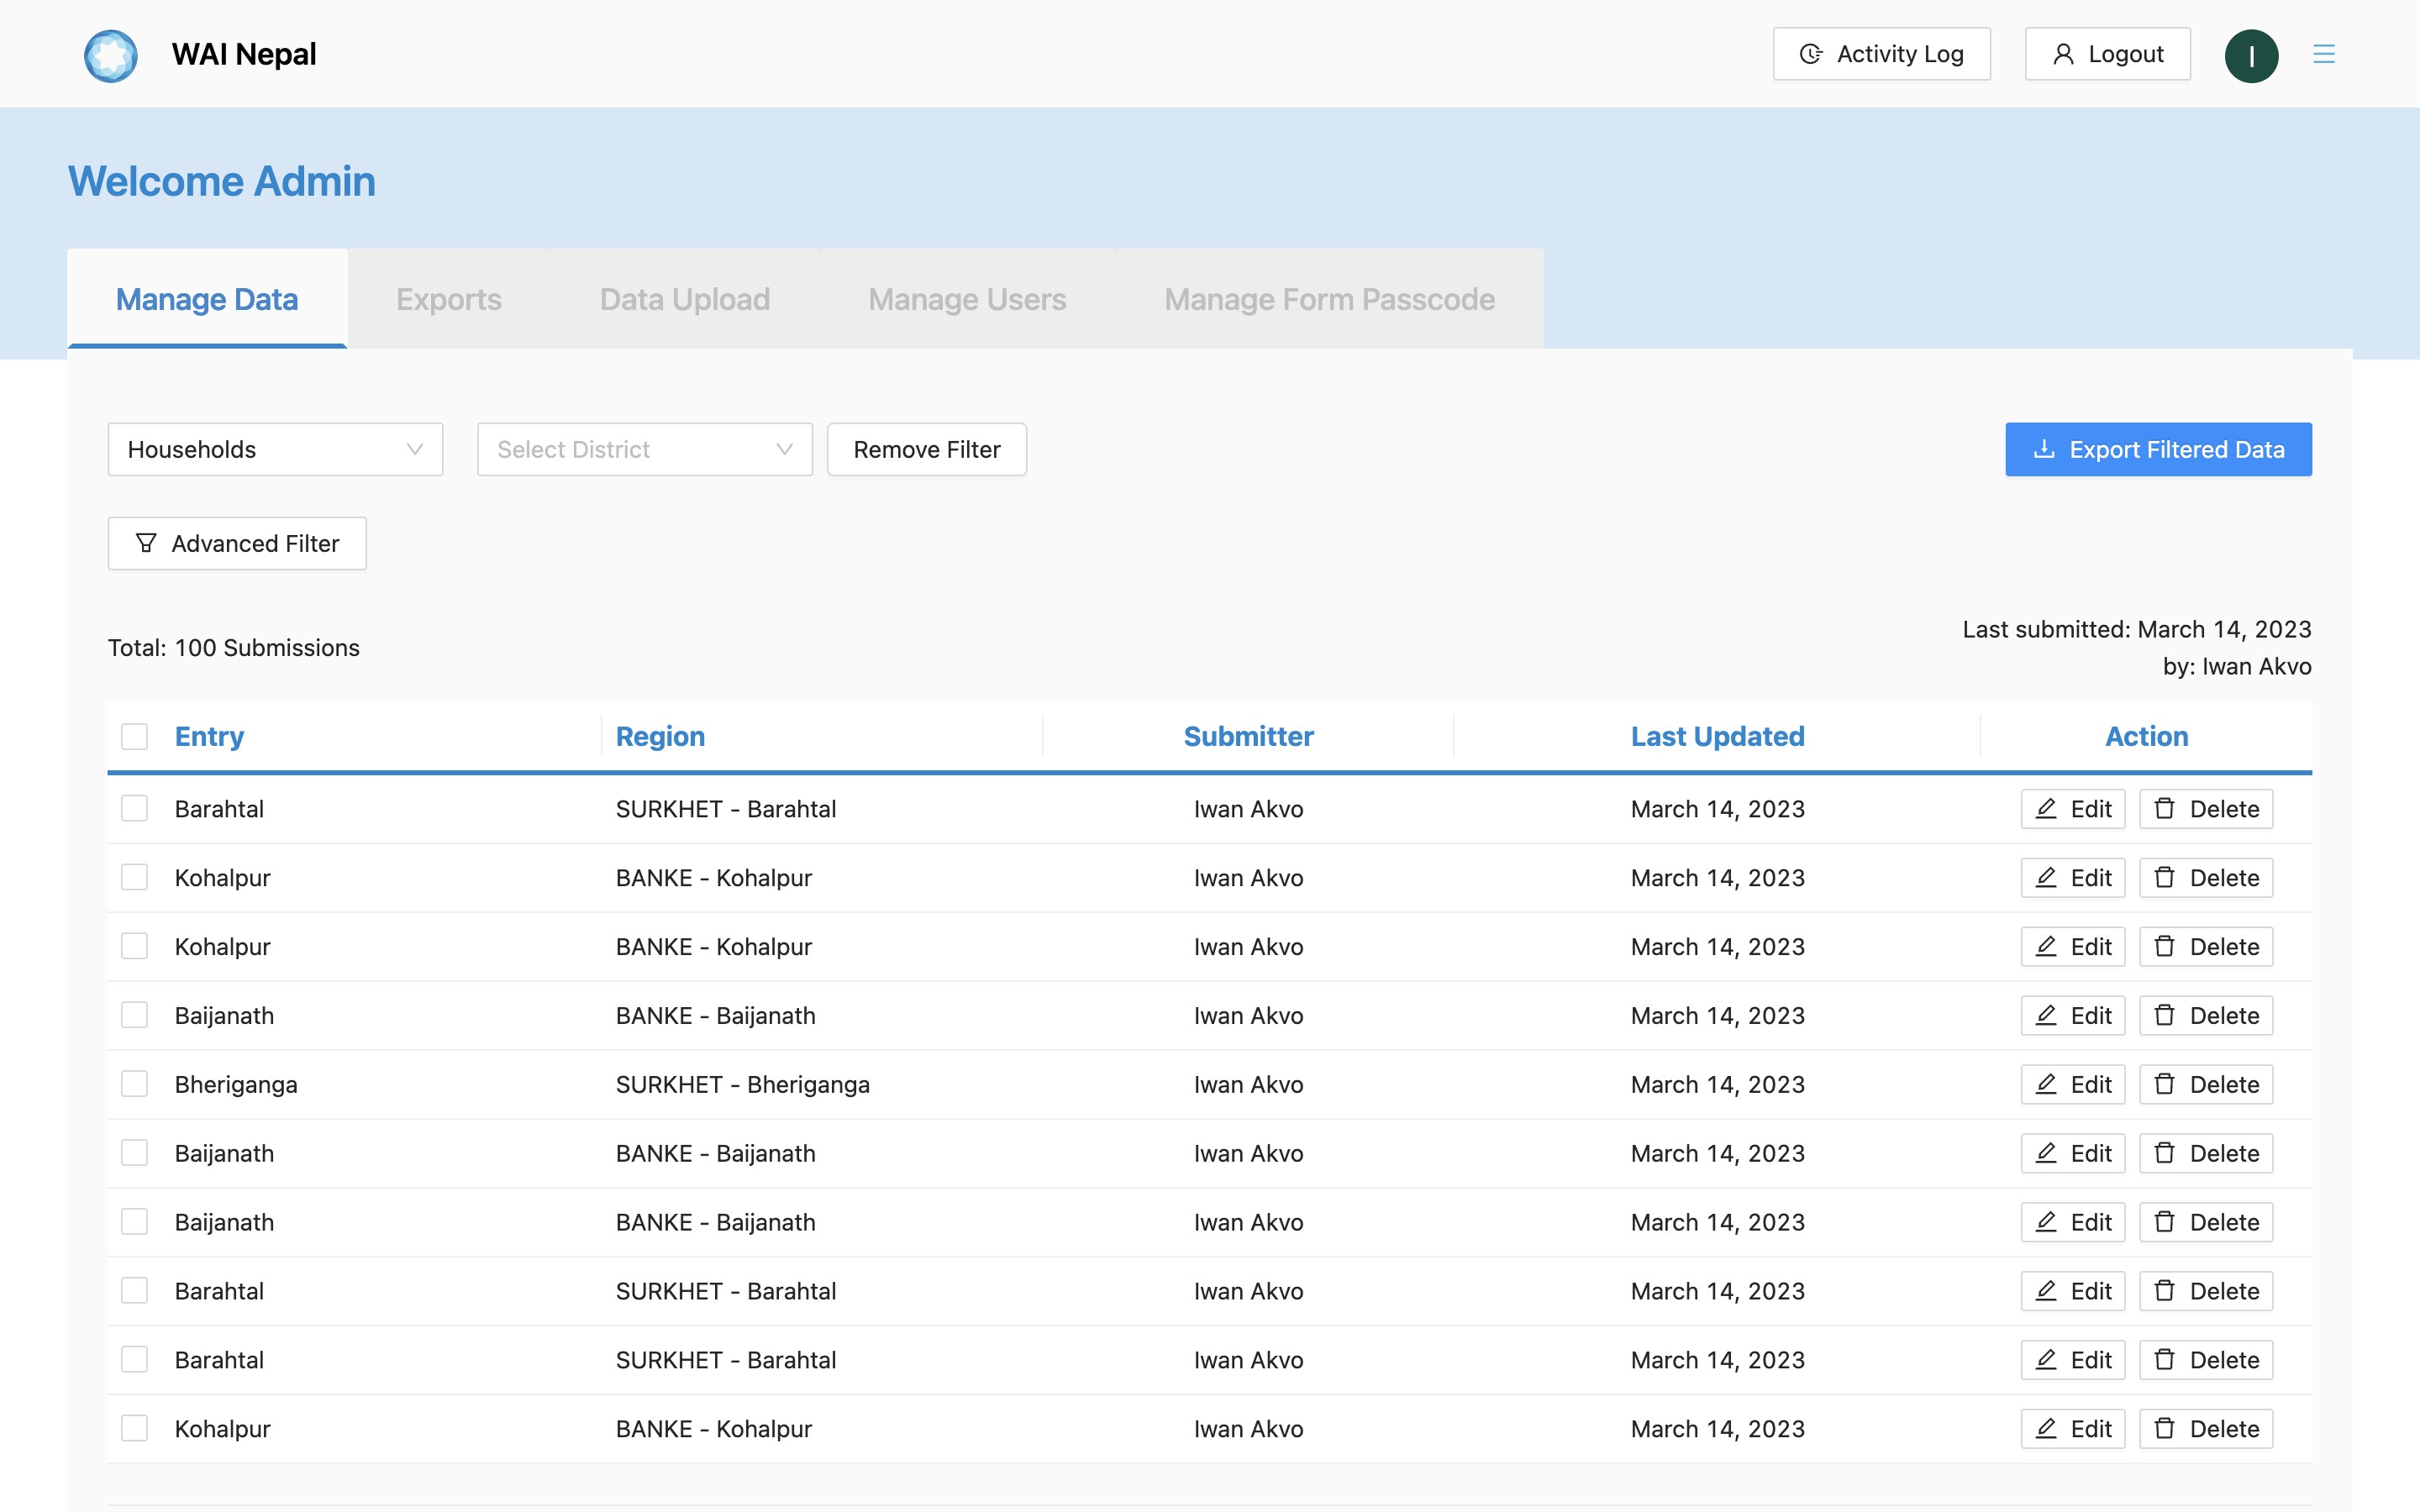 WAI Nepal
Activity Log
Logout
I
Welcome Admin
Manage Data Exports Data Upload Manage Users Manage Form Passcode
Households Select District Remove Filter Export Filtered Data
Advanced Filter
Total: 100 Submissions
Last submitted: March 14, 2023
by: Iwan Akvo
Entry Region Submitter Last Updated Action
Barahtal SURKHET - Barahtal Iwan Akvo March 14, 2023 Edit Delete
Kohalpur BANKE - Kohalpur Iwan Akvo March 14, 2023 Edit Delete
Kohalpur BANKE - Kohalpur Iwan Akvo March 14, 2023 Edit Delete
Baijanath BANKE - Baijanath Iwan Akvo March 14, 2023 Edit Delete
Bheriganga SURKHET - Bheriganga Iwan Akvo March 14, 2023 Edit Delete
Baijanath BANKE - Baijanath Iwan Akvo March 14, 2023 Edit Delete
Baijanath BANKE - Baijanath Iwan Akvo March 14, 2023 Edit Delete
Barahtal SURKHET - Barahtal Iwan Akvo March 14, 2023 Edit Delete
Barahtal SURKHET - Barahtal Iwan Akvo March 14, 2023 Edit Delete
Kohalpur BANKE - Kohalpur Iwan Akvo March 14, 2023 Edit Delete